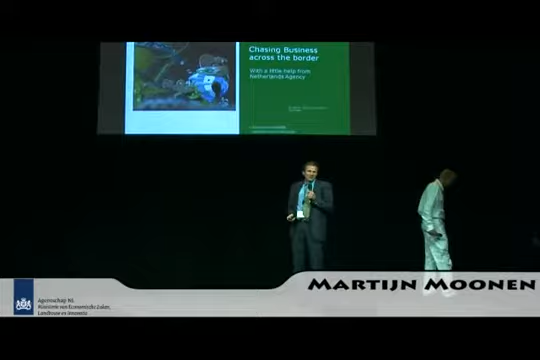 Chasing Business
across the border
With a little help from
Netherlands Agency
MARTIJN MOONEN
Agentschap NL
Ministerie van Economische Zaken,
Landbouw en Innovatie